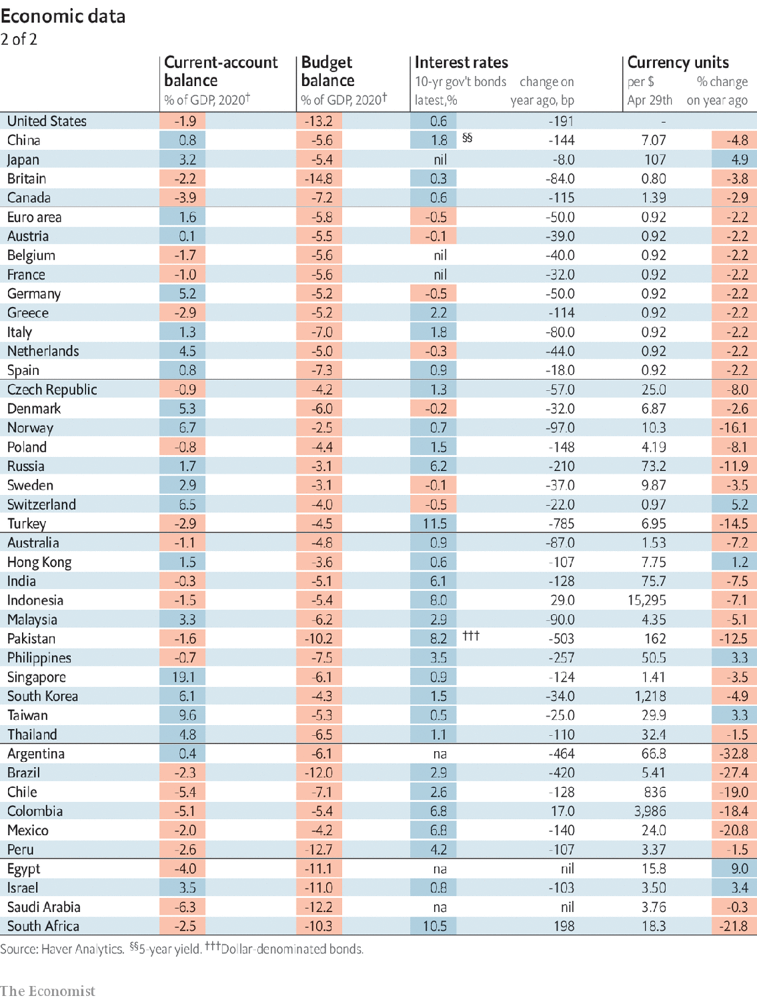 Economic data
2 of 2
Current-account balance Budget balance Interest rates Currency units
% of GDP, 2020† % of GDP, 2020† 10-yr gov't bonds latest,% change on year ago, bp per $ Apr 29th % change on year ago
United States -1.9 -13.2 0.6 -191 -
China 0.8 -5.6 1.8 §§ -144 7.07 -4.8
Japan 3.2 -5.4 nil -8.0 107 4.9
Britain -2.2 -14.8 0.3 -84.0 0.80 -3.8
Canada -3.9 -7.2 0.6 -115 1.39 -2.9
Euro area 1.6 -5.8 -0.5 -50.0 0.92 -2.2
Austria 0.1 -5.5 -0.1 -39.0 0.92 -2.2
Belgium -1.7 -5.6 nil -40.0 0.92 -2.2
France -1.0 -5.6 nil -32.0 0.92 -2.2
Germany 5.2 -5.2 -0.5 -50.0 0.92 -2.2
Greece -2.9 -5.2 2.2 -114 0.92 -2.2
Italy 1.3 -7.0 1.8 -80.0 0.92 -2.2
Netherlands 4.5 -5.0 -0.3 -44.0 0.92 -2.2
Spain 0.8 -7.3 0.9 -18.0 0.92 -2.2
Czech Republic -0.9 -4.2 1.3 -57.0 25.0 -8.0
Denmark 5.3 -6.0 -0.2 -32.0 6.87 -2.6
Norway 6.7 -2.5 0.7 -97.0 10.3 -16.1
Poland -0.8 -4.4 1.5 -148 4.19 -8.1
Russia 1.7 -3.1 6.2 -210 73.2 -11.9
Sweden 2.9 -3.1 -0.1 -37.0 9.87 -3.5
Switzerland 6.5 -4.0 -0.5 -22.0 0.97 5.2
Turkey -2.9 -4.5 11.5 -785 6.95 -14.5
Australia -1.1 -4.8 0.9 -87.0 1.53 -7.2
Hong Kong 1.5 -3.6 0.6 -107 7.75 1.2
India -0.3 -5.1 6.1 -128 75.7 -7.5
Indonesia -1.5 -5.4 8.0 29.0 15,295 -7.1
Malaysia 3.3 -6.2 2.9 -90.0 4.35 -5.1
Pakistan -1.6 -10.2 8.2 ††† -503 162 -12.5
Philippines -0.7 -7.5 3.5 -257 50.5 3.3
Singapore 19.1 -6.1 0.9 -124 1.41 -3.5
South Korea 6.1 -4.3 1.5 -34.0 1,218 -4.9
Taiwan 9.6 -5.3 0.5 -25.0 29.9 3.3
Thailand 4.8 -6.5 1.1 -110 32.4 -1.5
Argentina 0.4 -6.1 na -464 66.8 -32.8
Brazil -2.3 -12.0 2.9 -420 5.41 -27.4
Chile -5.4 -7.1 2.6 -128 836 -19.0
Colombia -5.1 -5.4 6.8 17.0 3,986 -18.4
Mexico -2.0 -4.2 6.8 -140 24.0 -20.8
Peru -2.6 -12.7 4.2 -107 3.37 -1.5
Egypt -4.0 -11.1 na nil 15.8 9.0
Israel 3.5 -11.0 0.8 -103 3.50 3.4
Saudi Arabia -6.3 -12.2 na nil 3.76 -0.3
South Africa -2.5 -10.3 10.5 198 18.3 -21.8
Source: Haver Analytics. §§5-year yield. †††Dollar-denominated bonds.
The Economist